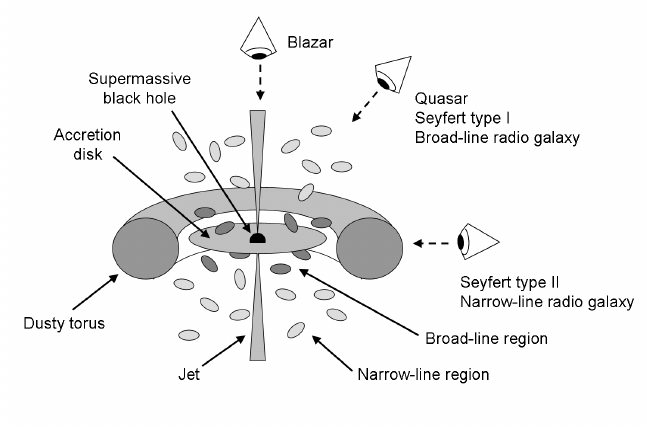 Blazar
Supermassive
black hole
Quasar
Seyfert type I
Broad-line radio galaxy
Accretion
disk
Seyfert type II
Narrow-line radio galaxy
Dusty torus
Broad-line region
Jet
Narrow-line region